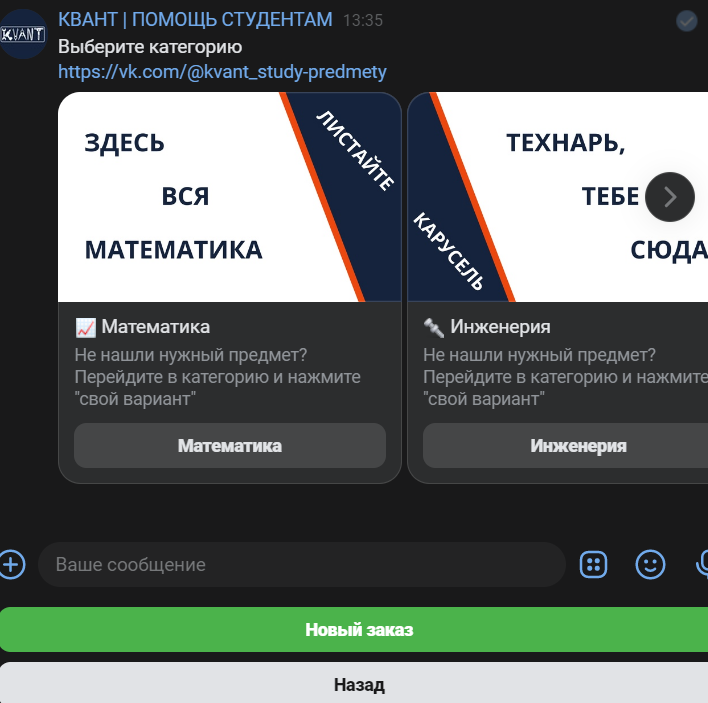 KVANT
КВАНТ | ПОМОЩЬ СТУДЕНТАМ 13:35
Выберите категорию
https://vk.com/@kvant_study-predmety
ЗДЕСЬ
ВСЯ
МАТЕМАТИКА
ЛИСТАЙТЕ
КАРУСЕЛЬ
ТЕХНАРЬ,
ТЕБЕ
СЮДА
Математика
Не нашли нужный предмет?
Перейдите в категорию и нажмите
"свой вариант"
Математика
Инженерия
Не нашли нужный предмет?
Перейдите в категорию и нажмите
"свой вариант"
Инженерия
Ваше сообщение
Новый заказ
Назад